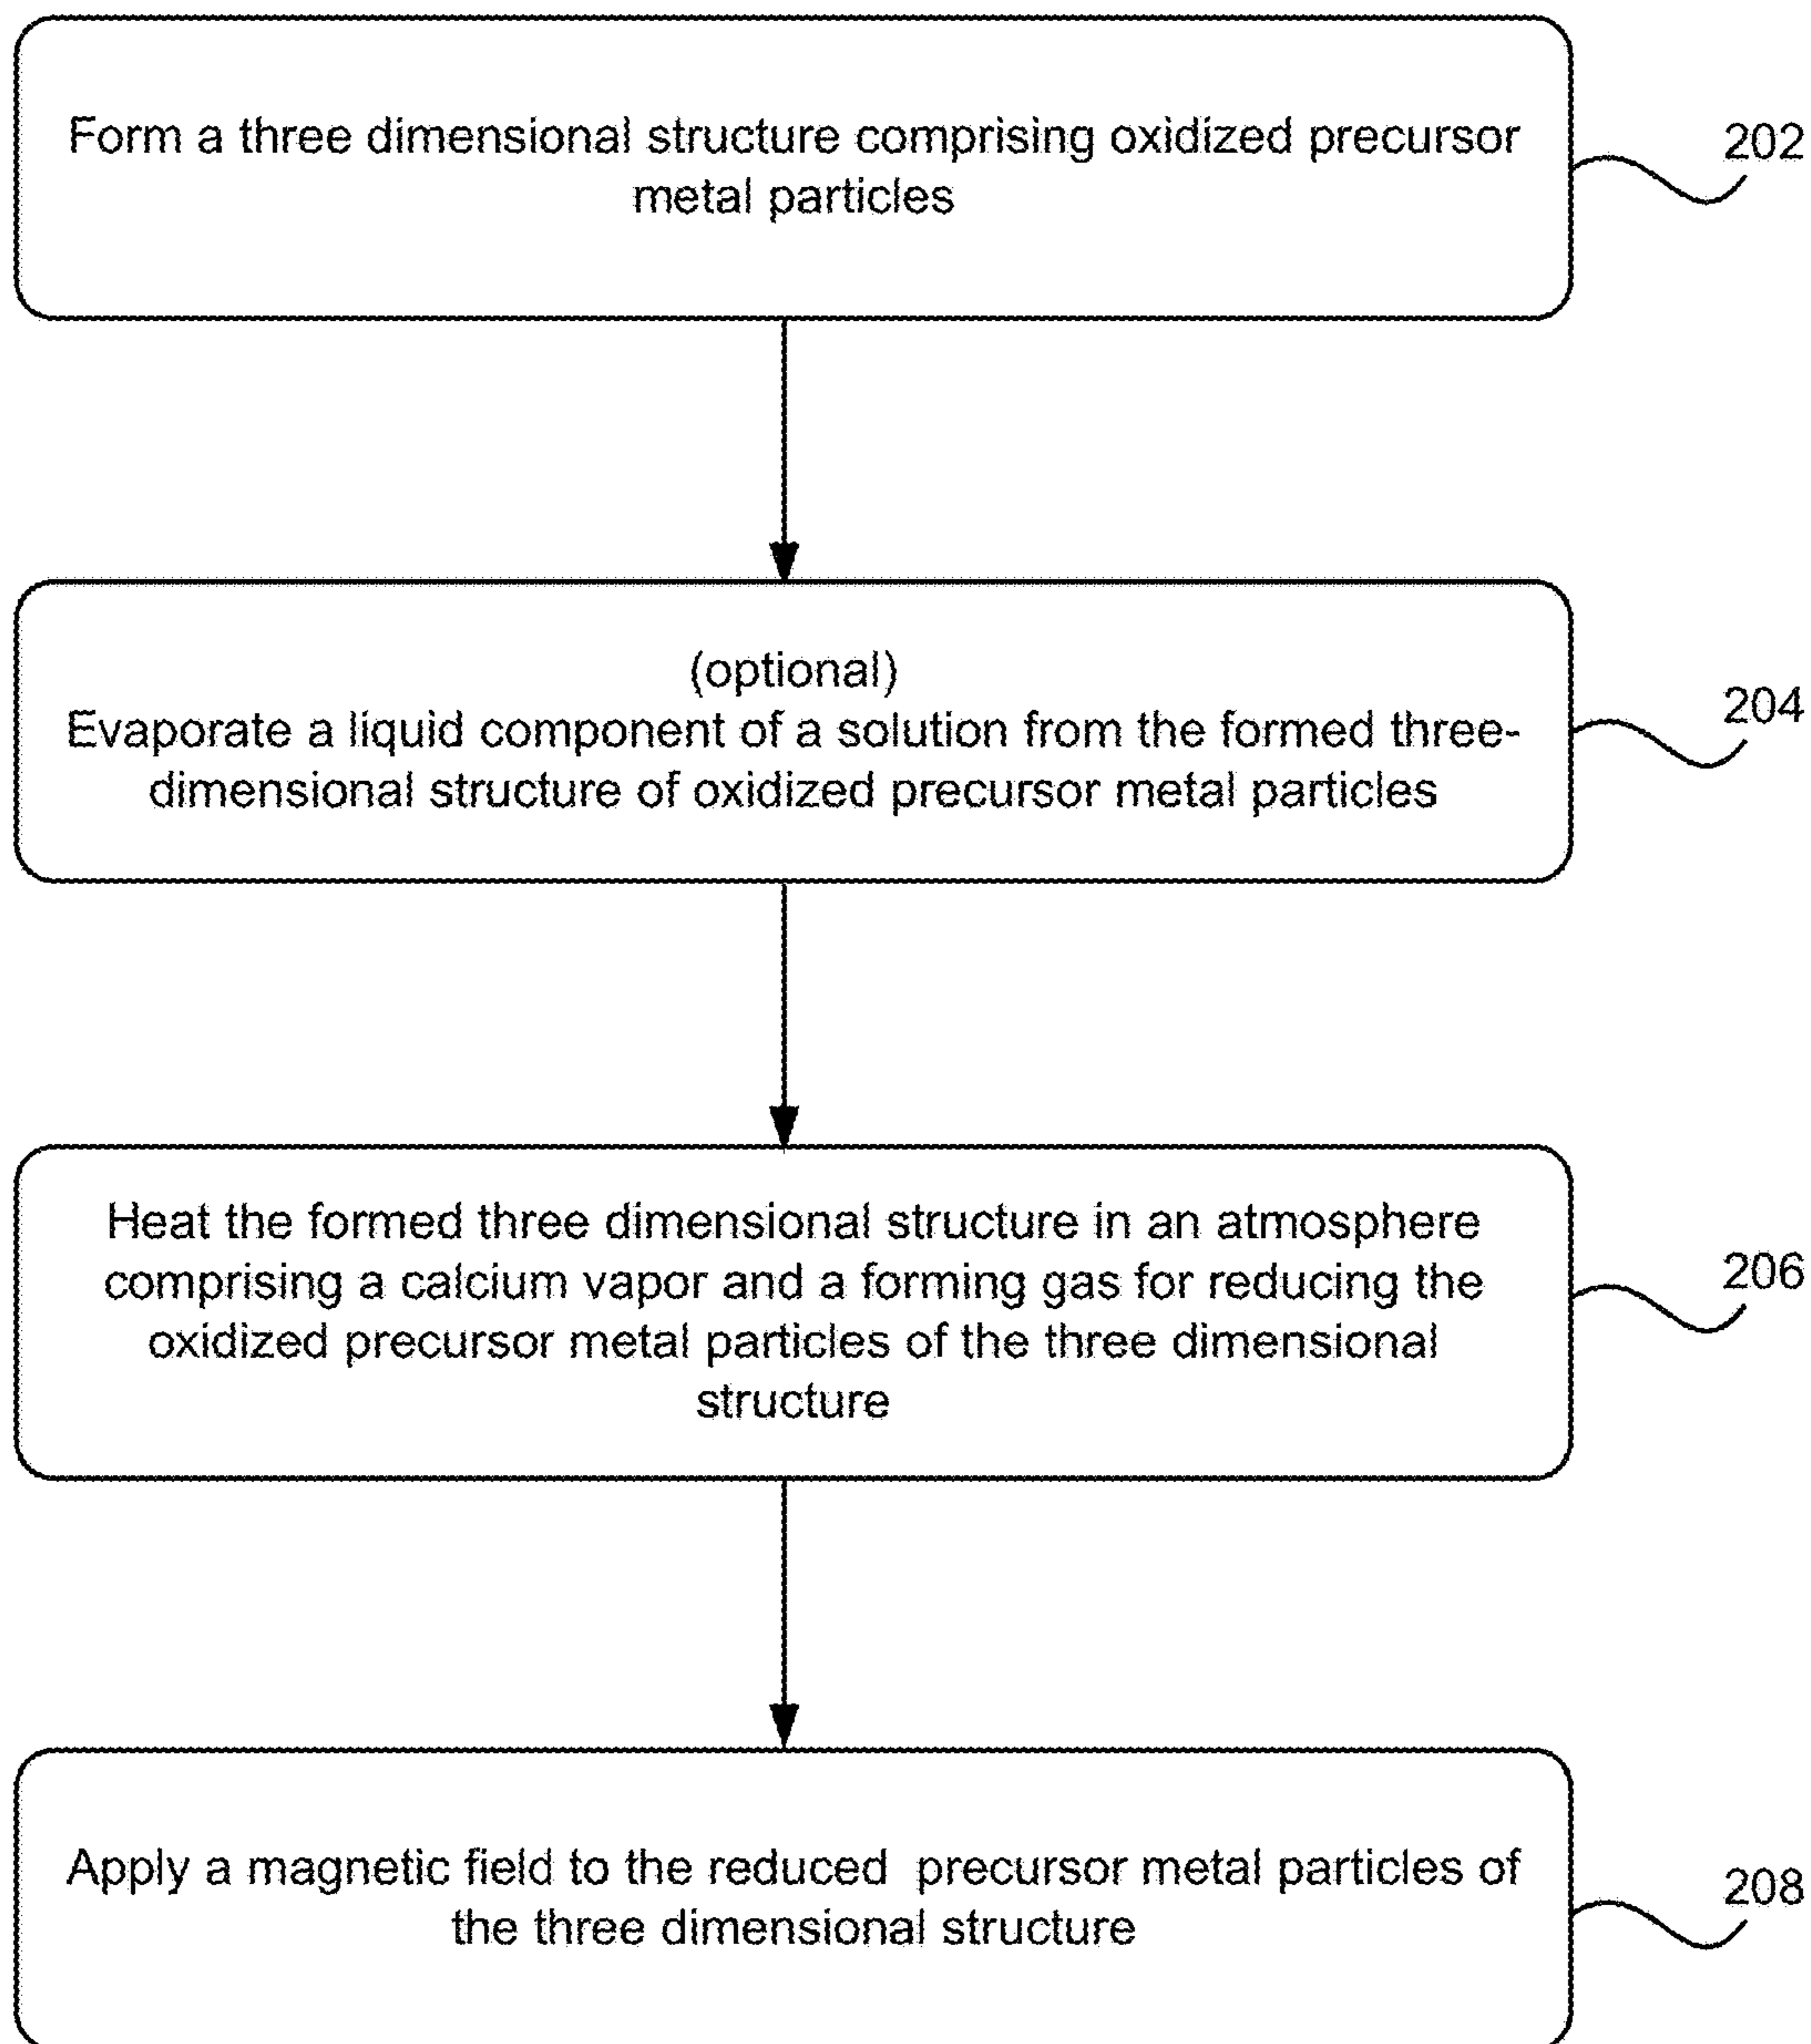 Form a three dimensional structure comprising oxidized precursor
metal particles
202
(optional)
Evaporate a liquid component of a solution from the formed three-
dimensional structure of oxidized precursor metal particles
204
Heat the formed three dimensional structure in an atmosphere
comprising a calcium vapor and a forming gas for reducing the
oxidized precursor metal particles of the three dimensional
structure
206
Apply a magnetic field to the reduced  precursor metal particles of
the three dimensional structure
208